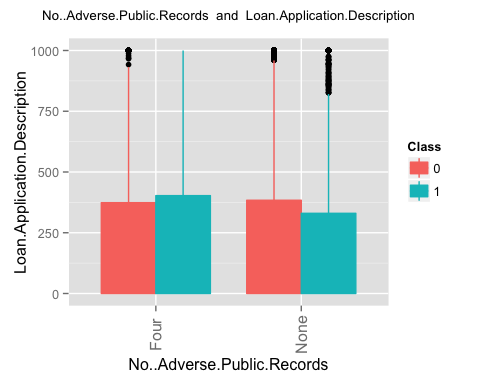 No..Adverse.Public.Records and Loan.Application.Description
Loan.Application.Description
1000
750
500
250
0
Four
None
No..Adverse.Public.Records
Class
0
1